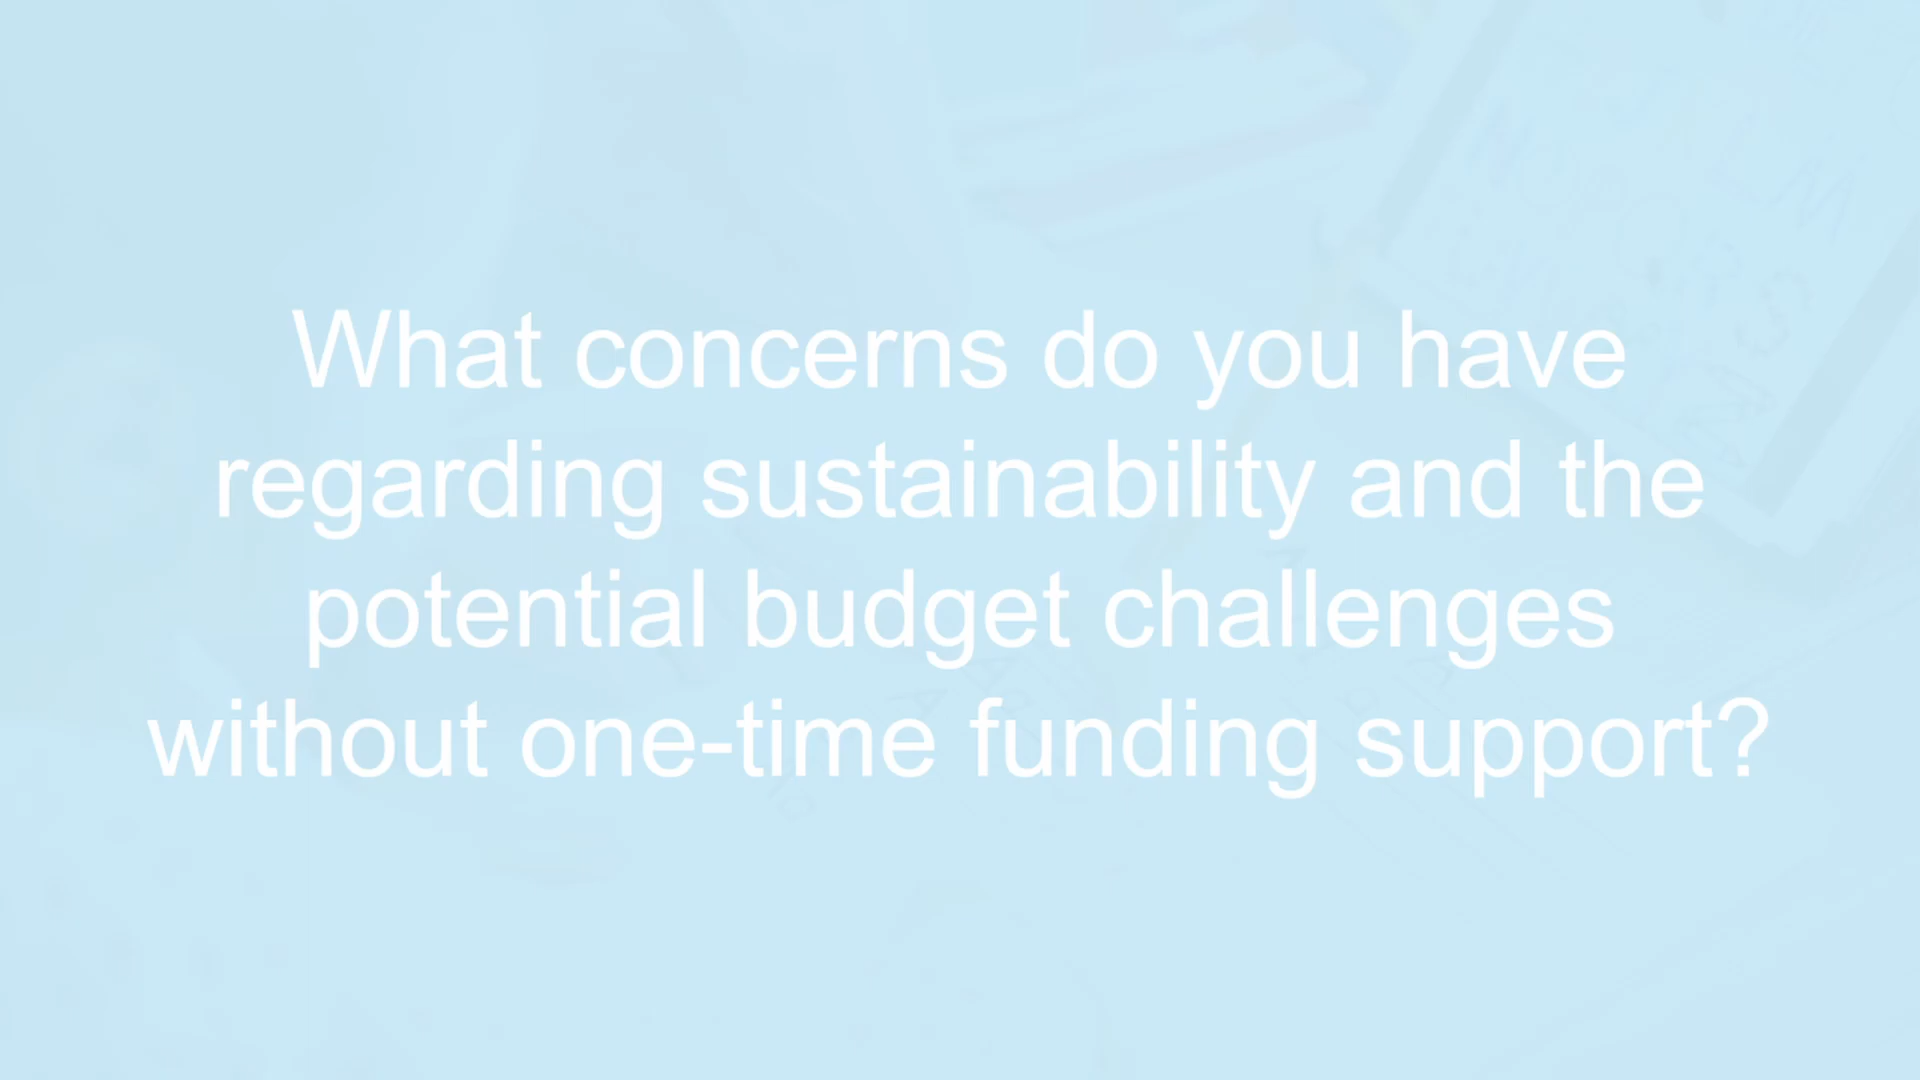 What concerns do you have
regarding sustainability and the
potential budget challenges
without one-time funding support?